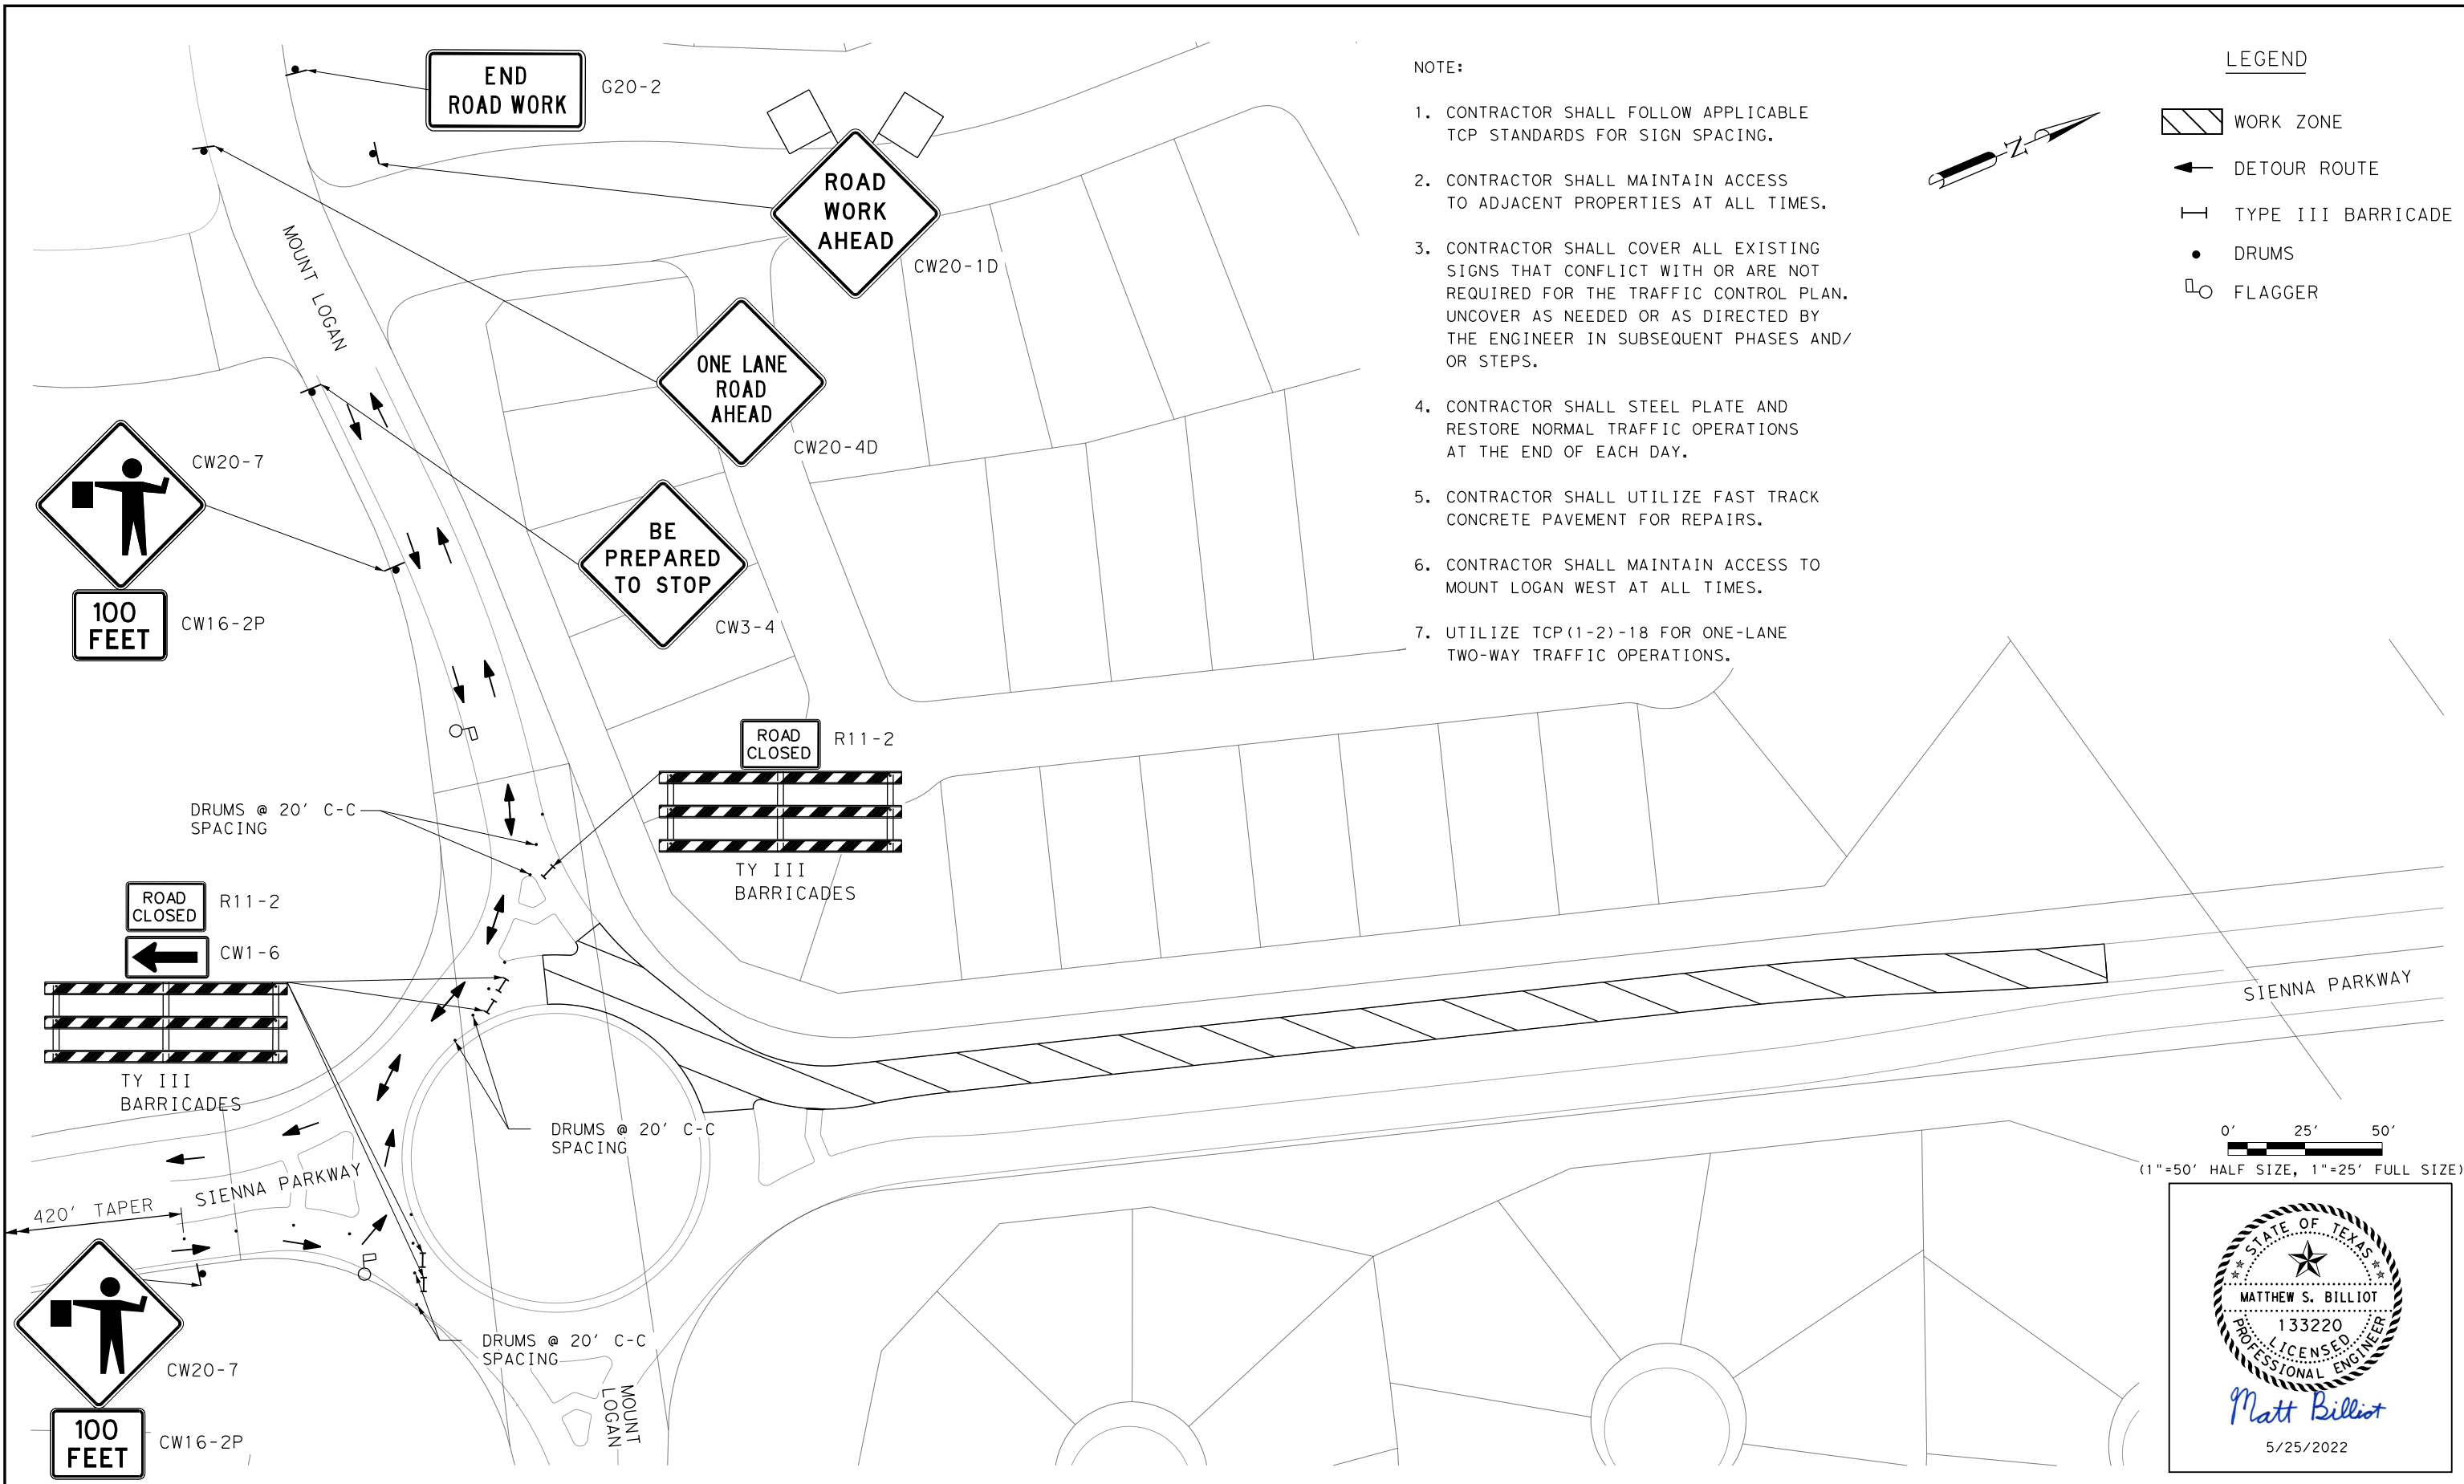 END
ROAD WORK
G20-2
ROAD
WORK
AHEAD
CW20-1D
MOUNT LOGAN
ONE LANE
ROAD
AHEAD
CW20-4D
CW20-7
100
FEET
CW16-2P
BE
PREPARED
TO STOP
CW3-4
NOTE:
1. CONTRACTOR SHALL FOLLOW APPLICABLE
TCP STANDARDS FOR SIGN SPACING.
2. CONTRACTOR SHALL MAINTAIN ACCESS
TO ADJACENT PROPERTIES AT ALL TIMES.
3. CONTRACTOR SHALL COVER ALL EXISTING
SIGNS THAT CONFLICT WITH OR ARE NOT
REQUIRED FOR THE TRAFFIC CONTROL PLAN.
UNCOVER AS NEEDED OR AS DIRECTED BY
THE ENGINEER IN SUBSEQUENT PHASES AND/
OR STEPS.
4. CONTRACTOR SHALL STEEL PLATE AND
RESTORE NORMAL TRAFFIC OPERATIONS
AT THE END OF EACH DAY.
5. CONTRACTOR SHALL UTILIZE FAST TRACK
CONCRETE PAVEMENT FOR REPAIRS.
6. CONTRACTOR SHALL MAINTAIN ACCESS TO
MOUNT LOGAN WEST AT ALL TIMES.
7. UTILIZE TCP(1-2)-18 FOR ONE-LANE
TWO-WAY TRAFFIC OPERATIONS.
N
LEGEND
WORK ZONE
DETOUR ROUTE
TYPE III BARRICADE
DRUMS
FLAGGER
ROAD
CLOSED
R11-2
TY III
BARRICADES
DRUMS @ 20' C-C
SPACING
ROAD
CLOSED
R11-2
CW1-6
TY III
BARRICADES
DRUMS @ 20' C-C
SPACING
SIENNA PARKWAY
SIENNA PARKWAY
420' TAPER
CW20-7
100
FEET
CW16-2P
DRUMS @ 20' C-C
SPACING
MOUNT
LOGAN
0' 25' 50'
(1"=50' HALF SIZE, 1"=25' FULL SIZE)
STATE OF TEXAS
MATTHEW S. BILLIOT
133220
LICENSED
PROFESSIONAL ENGINEER
Matt Billiot
5/25/2022